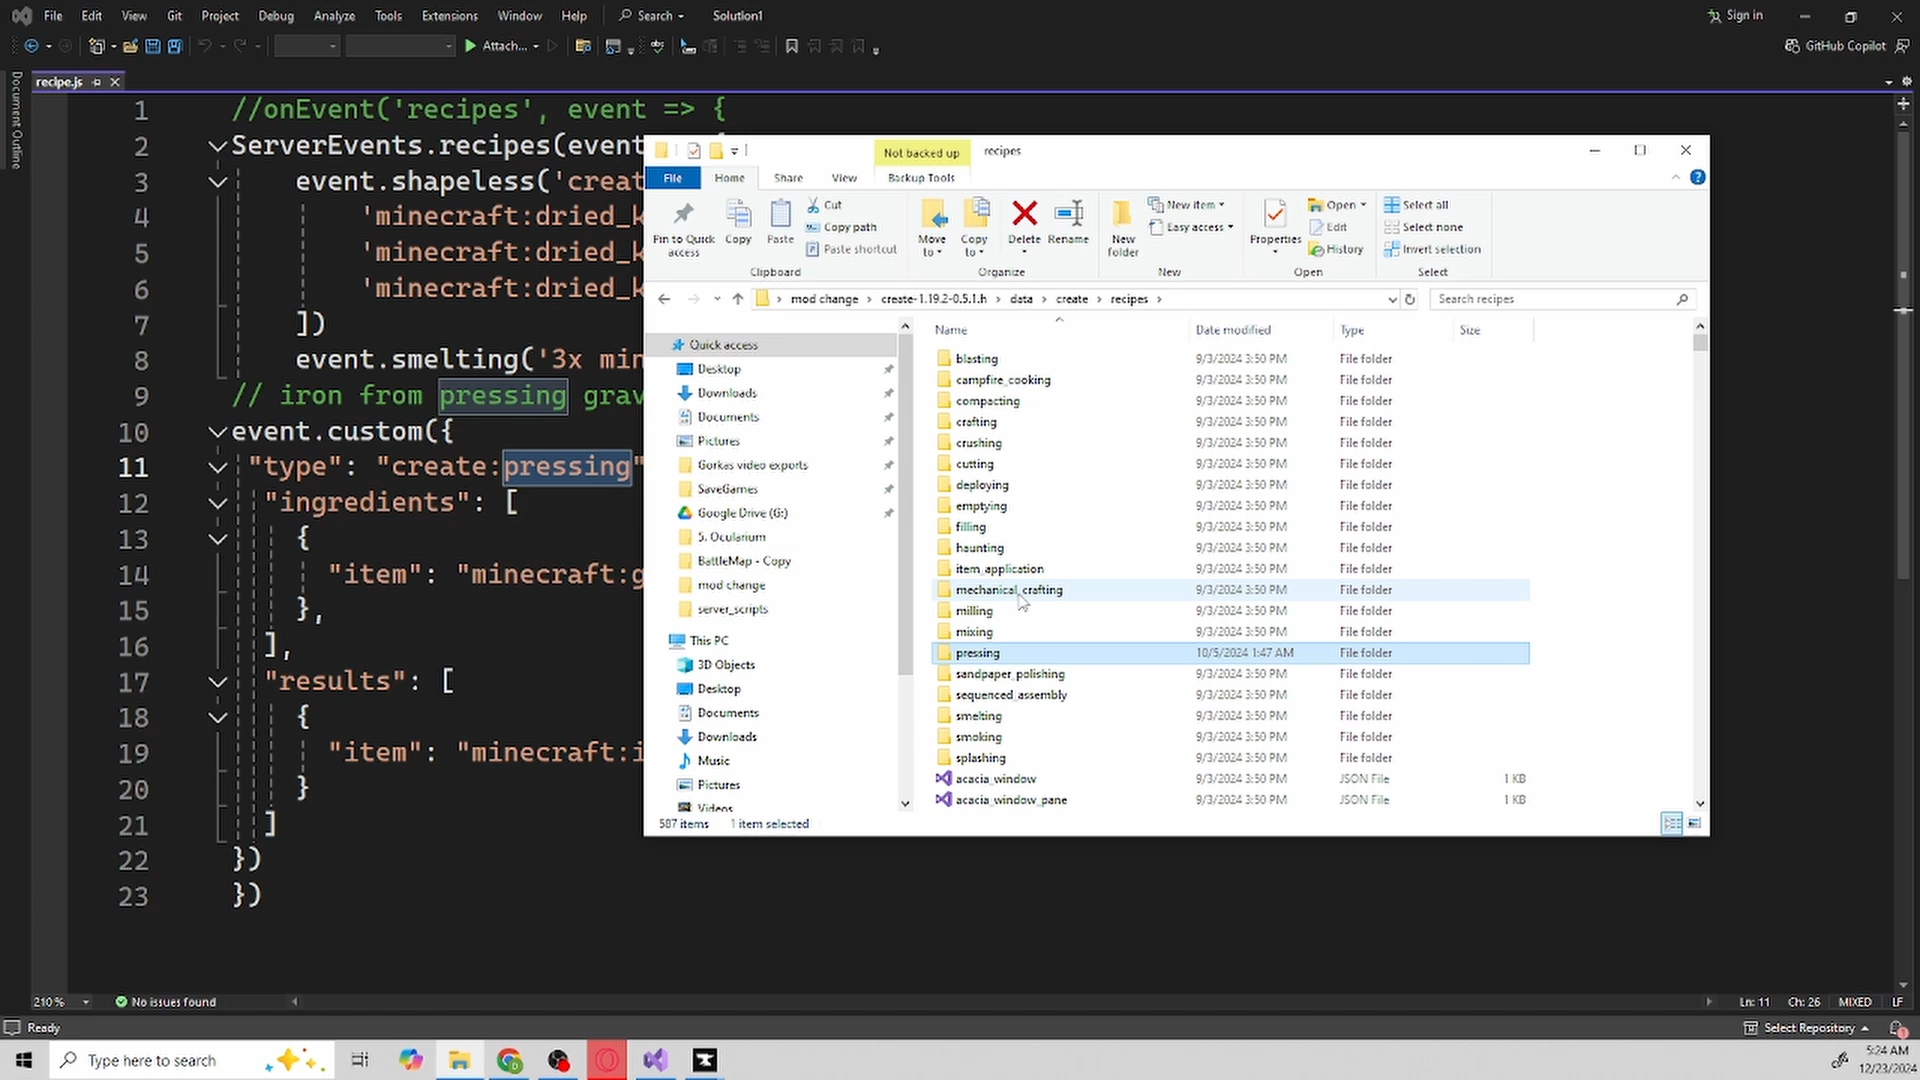 File Edit View Git Project Debug Analyze Tools Extensions Window Help Search Solution1 Sign in
Attach... GitHub Copilot
recipe.js
Document Outline
1 //onEvent('recipes', event => {
2 ServerEvents.recipes(event
3 event.shapeless('creat
4 'minecraft:dried_k
5 'minecraft:dried_k
6 'minecraft:dried_k
7 ])
8 event.smelting('3x min
9 // iron from pressing grav
10 event.custom({
11 "type": "create:pressing"
12 "ingredients": [
13 {
14 "item": "minecraft:g
15 },
16 ],
17 "results": [
18 {
19 "item": "minecraft:i
20 }
21 ]
22 })
23 })
Not backed up recipes
File Home Share View Backup Tools
Pin to Quick access
Copy
Paste
Cut
Copy path
Paste shortcut
Clipboard
Move to
Copy to
Delete
Rename
Organize
New folder
New item
Easy access
New
Properties
Open
Edit
History
Open
Select all
Select none
Invert selection
Select
mod change › create-1.19.2-0.5.1.h › data › create › recipes ›
Search recipes
Quick access
Desktop
Downloads
Documents
Pictures
Gorkas video exports
SaveGames
Google Drive (G:)
5. Ocularium
BattleMap - Copy
mod change
server_scripts
This PC
3D Objects
Desktop
Documents
Downloads
Music
Pictures
Videos
Name Date modified Type Size
blasting 9/3/2024 3:50 PM File folder
campfire_cooking 9/3/2024 3:50 PM File folder
compacting 9/3/2024 3:50 PM File folder
crafting 9/3/2024 3:50 PM File folder
crushing 9/3/2024 3:50 PM File folder
cutting 9/3/2024 3:50 PM File folder
deploying 9/3/2024 3:50 PM File folder
emptying 9/3/2024 3:50 PM File folder
filling 9/3/2024 3:50 PM File folder
haunting 9/3/2024 3:50 PM File folder
item_application 9/3/2024 3:50 PM File folder
mechanical_crafting 9/3/2024 3:50 PM File folder
milling 9/3/2024 3:50 PM File folder
mixing 9/3/2024 3:50 PM File folder
pressing 10/5/2024 1:47 AM File folder
sandpaper_polishing 9/3/2024 3:50 PM File folder
sequenced_assembly 9/3/2024 3:50 PM File folder
smelting 9/3/2024 3:50 PM File folder
smoking 9/3/2024 3:50 PM File folder
splashing 9/3/2024 3:50 PM File folder
acacia_window 9/3/2024 3:50 PM JSON File 1 KB
acacia_window_pane 9/3/2024 3:50 PM JSON File 1 KB
587 items 1 item selected
210 % No issues found Ln: 11 Ch: 26 MIXED LF
Ready Select Repository
Type here to search
5:24 AM
12/23/2024